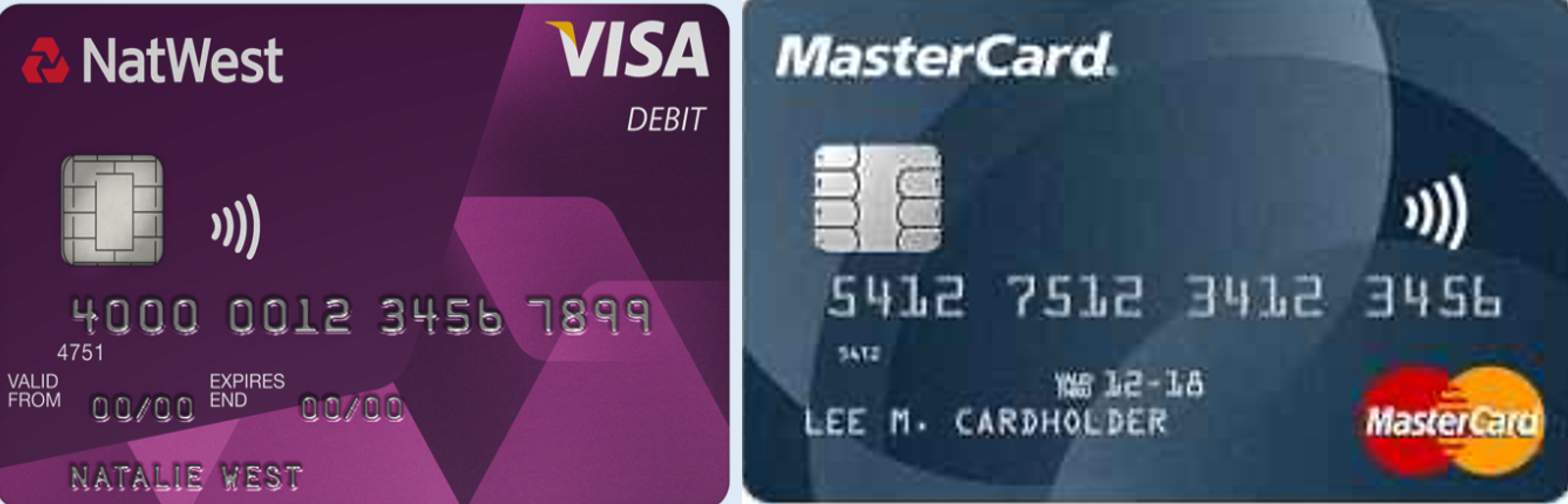 NatWest
VISA
DEBIT
4000 0012 3456 7899
4751
VALID FROM 00/00 EXPIRES END 00/00
NATALIE WEST
MasterCard.
5412 7512 3412 3456
5412
12-18
LEE M. CARDHOLDER
MasterCard